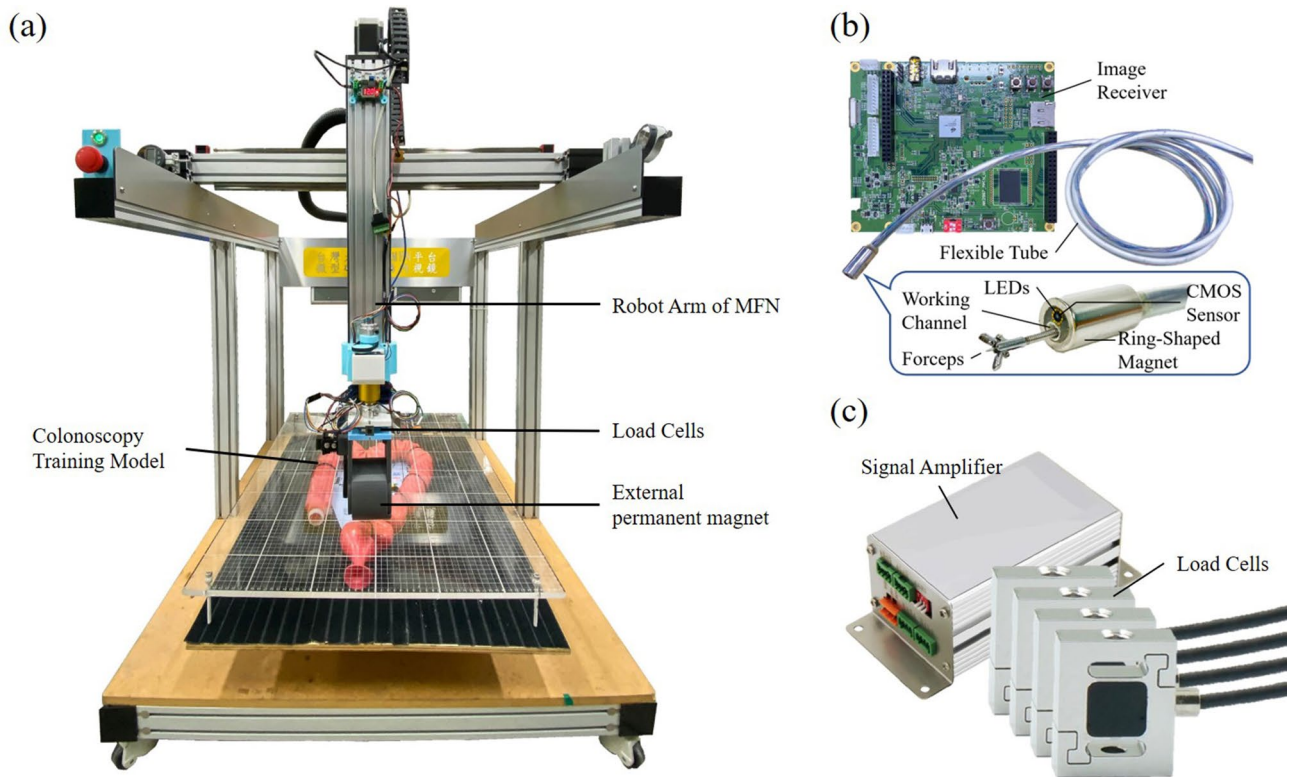 (a)
Robot Arm of MFN
Load Cells
External
permanent magnet
Colonoscopy
Training Model
(b)
Image
Receiver
Flexible Tube
LEDs
CMOS
Sensor
Working
Channel
Ring-Shaped
Magnet
Forceps
(c)
Signal Amplifier
Load Cells